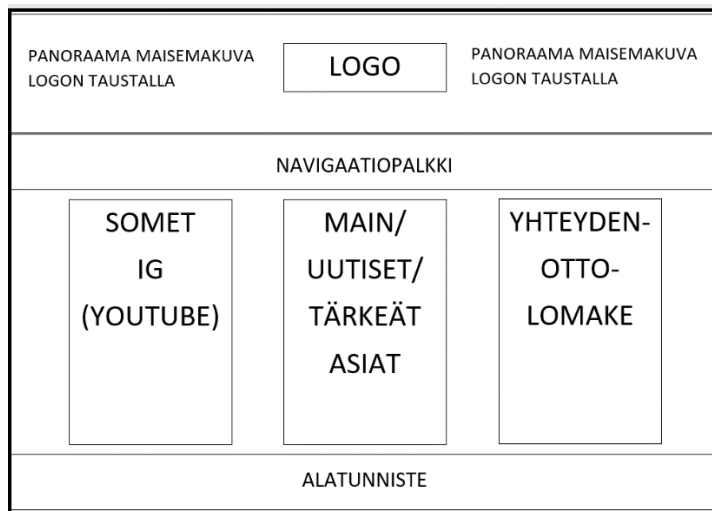 PANORAAMA MAISEMAKUVA
LOGON TAUSTALLA
LOGO
PANORAAMA MAISEMAKUVA
LOGON TAUSTALLA
NAVIGAATIOPALKKI
SOMET
IG
(YOUTUBE)
MAIN/
UUTISET/
TÄRKEÄT
ASIAT
YHTEYDEN-
OTTO-
LOMAKE
ALATUNNISTE